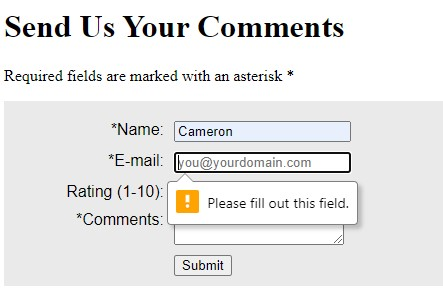 Send Us Your Comments
Required fields are marked with an asterisk *
*Name: Cameron
*E-mail: you@yourdomain.com
Rating (1-10):
! Please fill out this field.
*Comments:
Submit